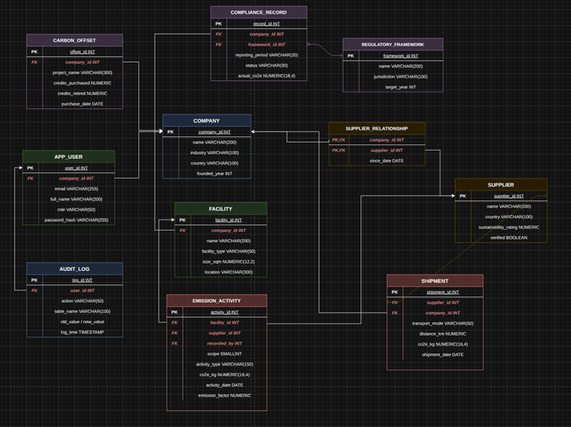 COMPLIANCE_RECORD
PK record_id INT
FK company_id INT
FK framework_id INT
reporting_period VARCHAR(20)
status VARCHAR(30)
actual_co2e NUMERIC(18,4)
CARBON_OFFSET
PK offset_id INT
FK company_id INT
project_name VARCHAR(300)
credits_purchased NUMERIC
credits_retired NUMERIC
purchase_date DATE
REGULATORY_FRAMEWORK
PK framework_id INT
name VARCHAR(200)
jurisdiction VARCHAR(100)
target_year INT
COMPANY
PK company_id INT
name VARCHAR(200)
industry VARCHAR(100)
country VARCHAR(100)
founded_year INT
SUPPLIER_RELATIONSHIP
PK,FK company_id INT
PK,FK supplier_id INT
since_date DATE
APP_USER
PK user_id INT
FK company_id INT
email VARCHAR(255)
full_name VARCHAR(200)
role VARCHAR(50)
password_hash VARCHAR(255)
SUPPLIER
PK supplier_id INT
name VARCHAR(200)
country VARCHAR(100)
sustainability_rating NUMERIC
verified BOOLEAN
FACILITY
PK facility_id INT
FK company_id INT
name VARCHAR(200)
facility_type VARCHAR(50)
size_sqm NUMERIC(12,2)
location VARCHAR(300)
AUDIT_LOG
PK log_id INT
FK user_id INT
action VARCHAR(50)
table_name VARCHAR(100)
old_value / new_value
log_time TIMESTAMP
SHIPMENT
PK shipment_id INT
FK supplier_id INT
FK company_id INT
transport_mode VARCHAR(50)
distance_km NUMERIC
co2e_kg NUMERIC(18,4)
shipment_date DATE
EMISSION_ACTIVITY
PK activity_id INT
FK facility_id INT
FK supplier_id INT
FK recorded_by INT
scope SMALLINT
activity_type VARCHAR(150)
co2e_kg NUMERIC(18,4)
activity_date DATE
emission_factor NUMERIC